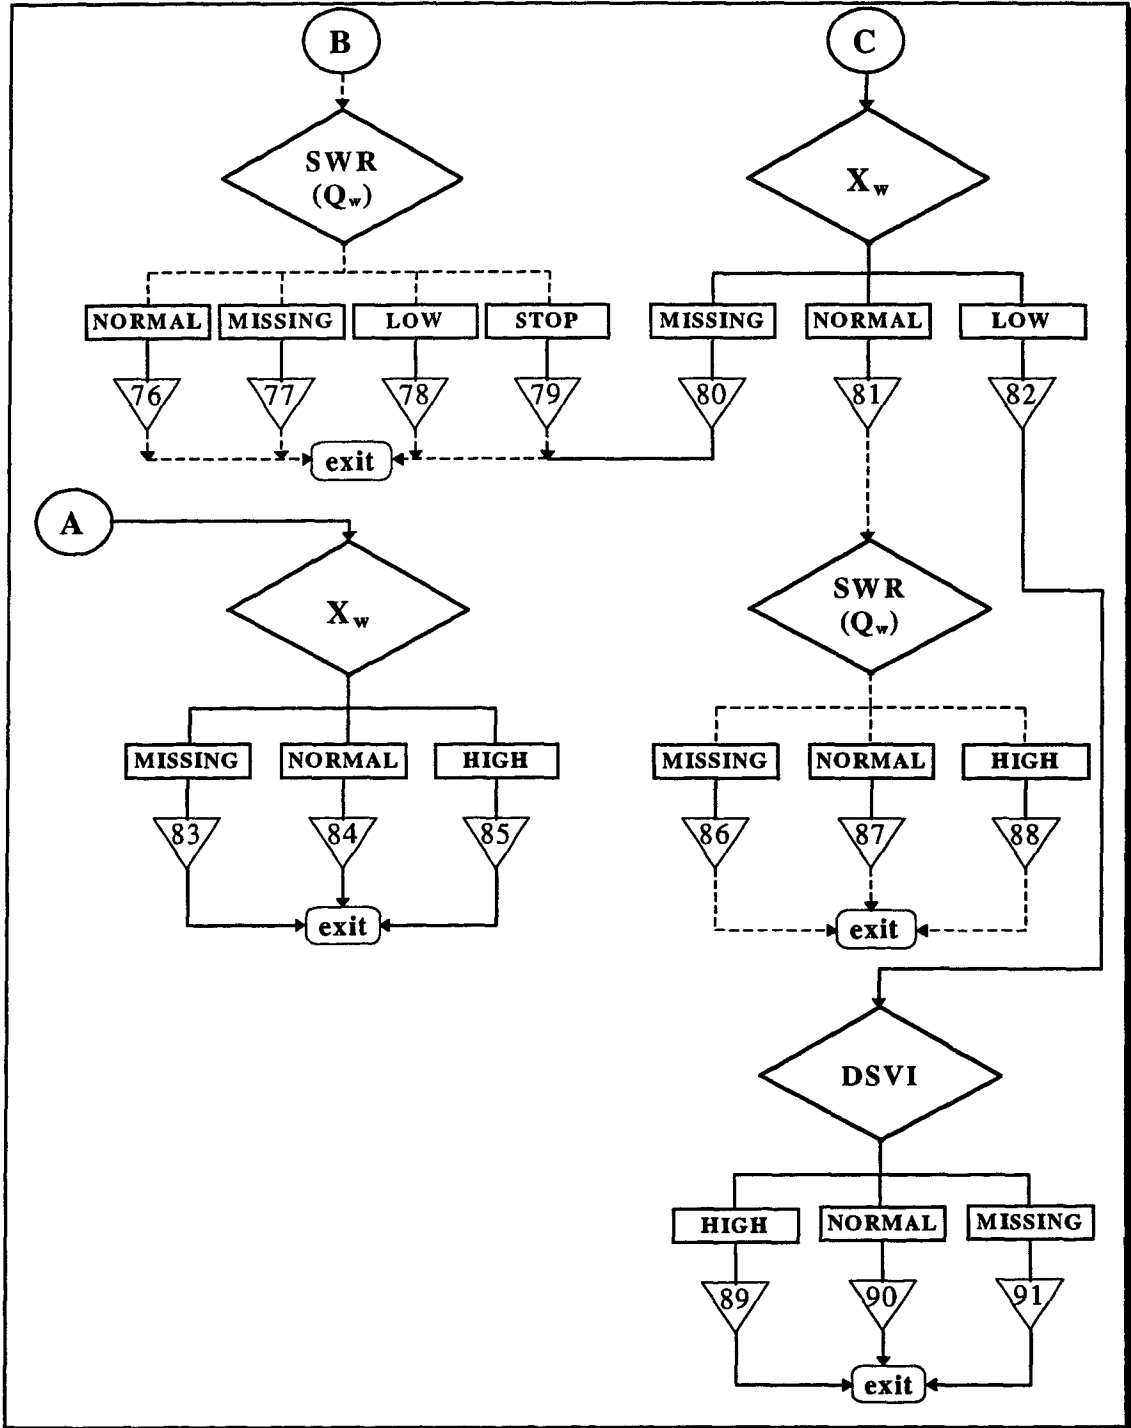 B
C
SWR
(Qw)
Xw
NORMAL MISSING LOW STOP
MISSING NORMAL LOW
76 77 78 79 80 81 82
exit
A
Xw
SWR
(Qw)
MISSING NORMAL HIGH
MISSING NORMAL HIGH
83 84 85 86 87 88
exit
exit
DSVI
HIGH NORMAL MISSING
89 90 91
exit